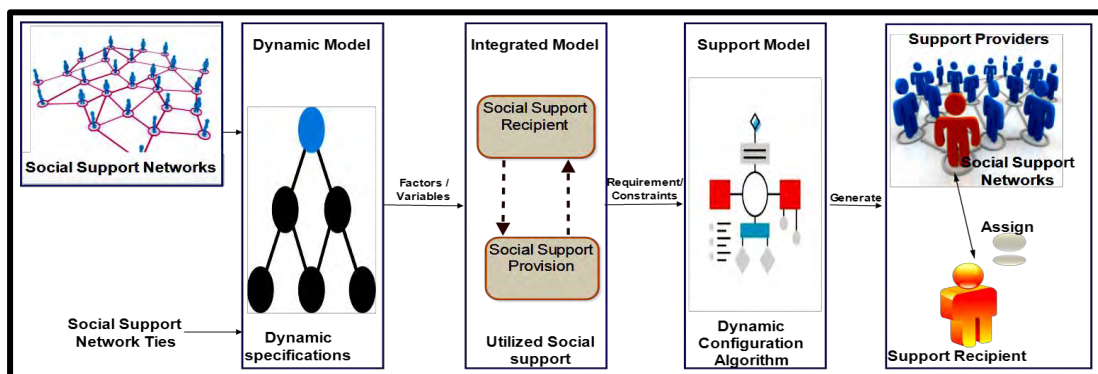 Social Support Networks
Social Support
Network Ties
Dynamic Model
Dynamic
specifications
Factors /
Variables
Integrated Model
Social Support
Recipient
Social Support
Provision
Utilized Social
support
Requirement/
Constraints
Support Model
Dynamic
Configuration
Algorithm
Generate
Support Providers
Social Support
Networks
Assign
Support Recipient